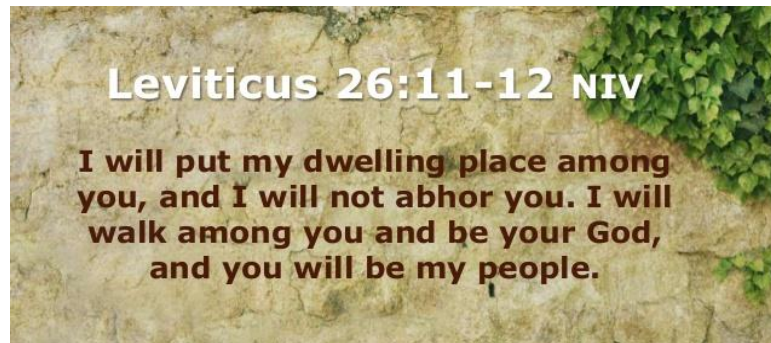 Leviticus 26:11-12 NIV
I will put my dwelling place among
you, and I will not abhor you. I will
walk among you and be your God,
and you will be my people.